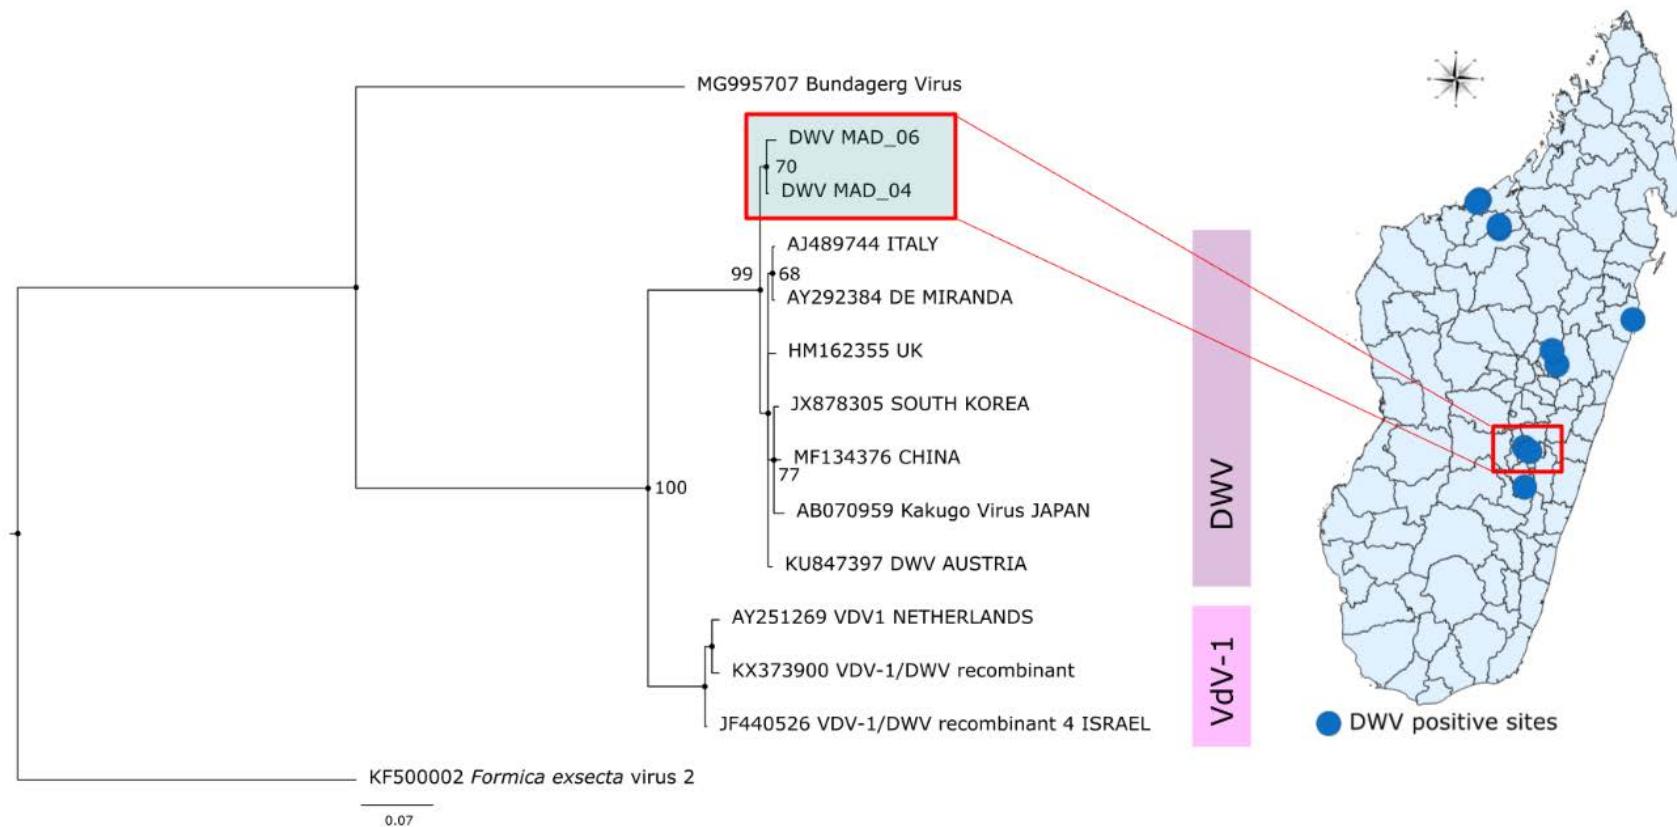 MG995707 Bundagerg Virus
DWV MAD_06
70
DWV MAD_04
AJ489744 ITALY
99
68
AY292384 DE MIRANDA
HM162355 UK
JX878305 SOUTH KOREA
MF134376 CHINA
77
100
AB070959 Kakugo Virus JAPAN
KU847397 DWV AUSTRIA
AY251269 VDV1 NETHERLANDS
KX373900 VDV-1/DWV recombinant
JF440526 VDV-1/DWV recombinant 4 ISRAEL
KF500002 Formica exsecta virus 2
0.07
DWV
VdV-1
DWV positive sites